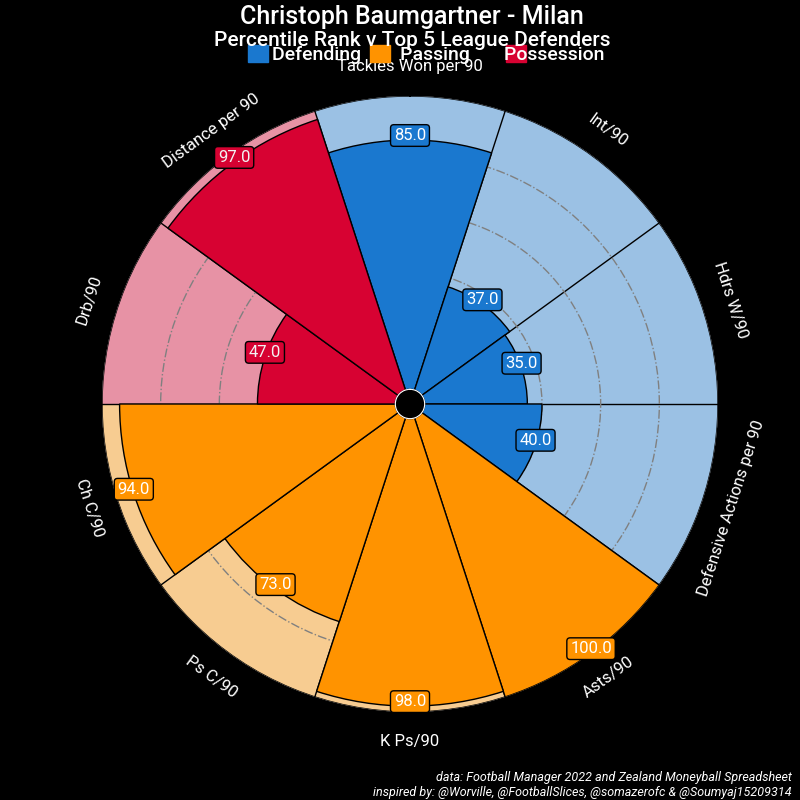 Christoph Baumgartner - Milan
Percentile Rank v Top 5 League Defenders
Defending Passing Possession
Tackles Won per 90
Distance per 90
Int/90
97.0
85.0
Drb/90
Hdrs W/90
37.0
47.0
35.0
40.0
Ch C/90
94.0
Defensive Actions per 90
73.0
Ps C/90
100.0
Asts/90
98.0
K Ps/90
data: Football Manager 2022 and Zealand Moneyball Spreadsheet
inspired by: @Worville, @FootballSlices, @somazerofc & @Soumyaj15209314